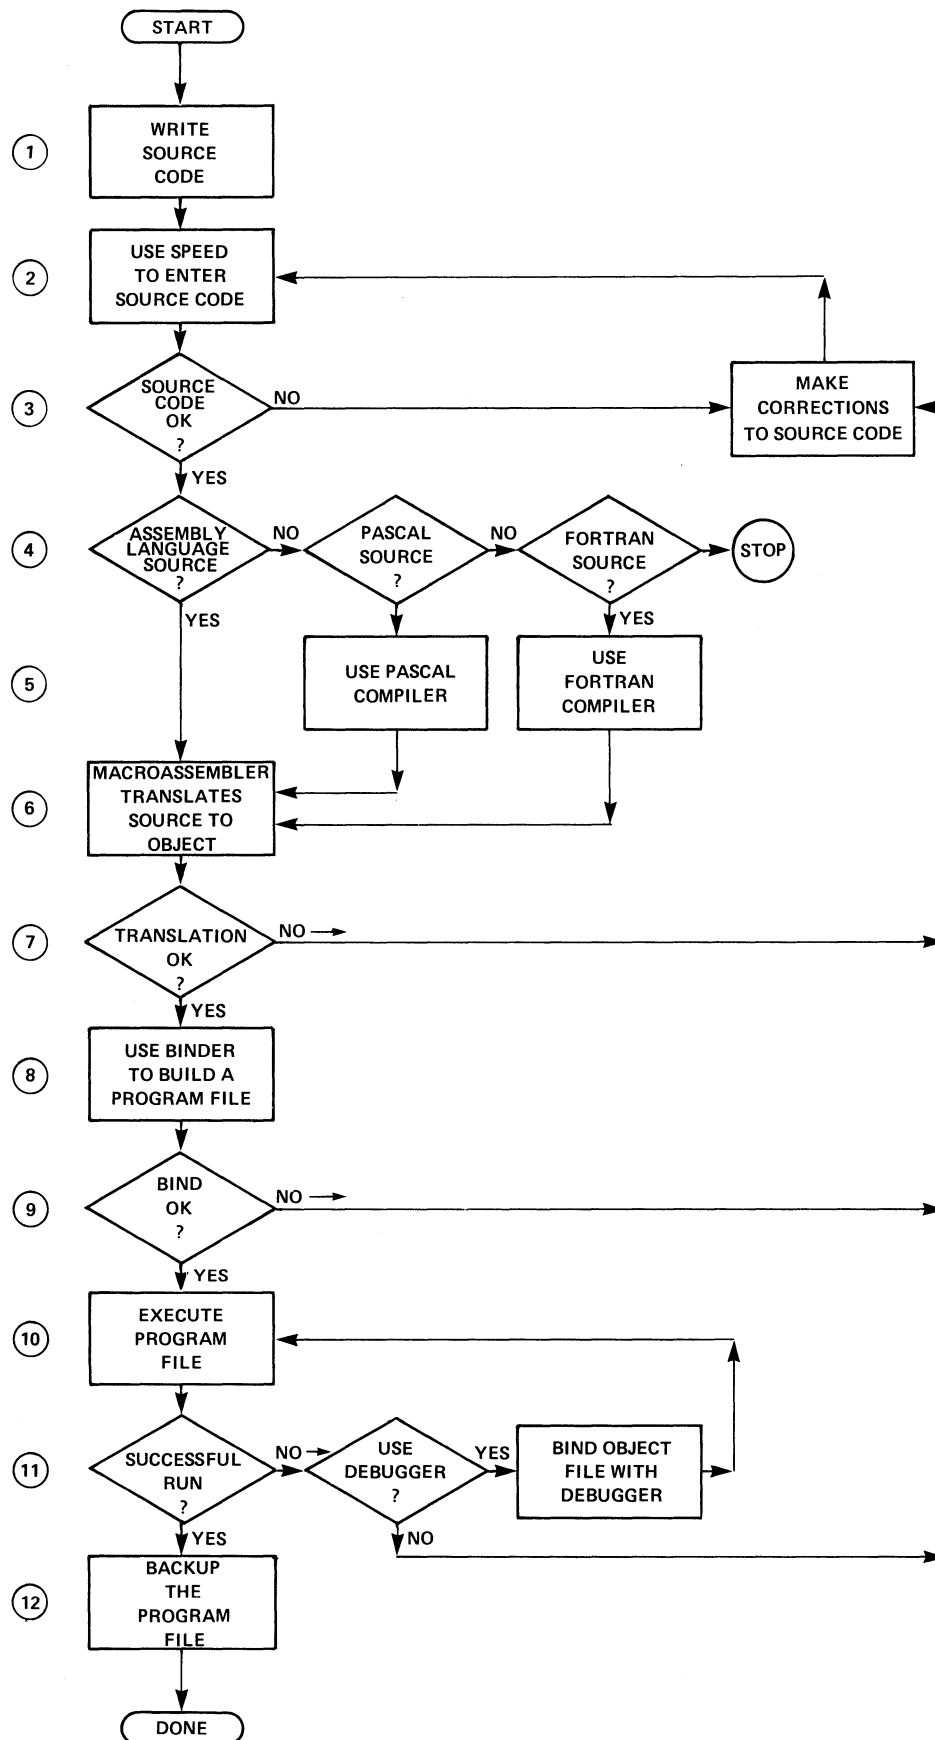 START
1
WRITE
SOURCE
CODE
2
USE SPEED
TO ENTER
SOURCE CODE
3
SOURCE
CODE
OK
?
NO
MAKE
CORRECTIONS
TO SOURCE CODE
YES
4
ASSEMBLY
LANGUAGE
SOURCE
?
NO
PASCAL
SOURCE
?
NO
FORTRAN
SOURCE
?
STOP
YES
YES
5
USE PASCAL
COMPILER
USE
FORTRAN
COMPILER
6
MACROASSEMBLER
TRANSLATES
SOURCE TO
OBJECT
7
TRANSLATION
OK
?
NO
YES
8
USE BINDER
TO BUILD A
PROGRAM FILE
9
BIND
OK
?
NO
YES
10
EXECUTE
PROGRAM
FILE
11
SUCCESSFUL
RUN
?
NO
USE
DEBUGGER
?
YES
BIND OBJECT
FILE WITH
DEBUGGER
YES
NO
12
BACKUP
THE
PROGRAM
FILE
DONE